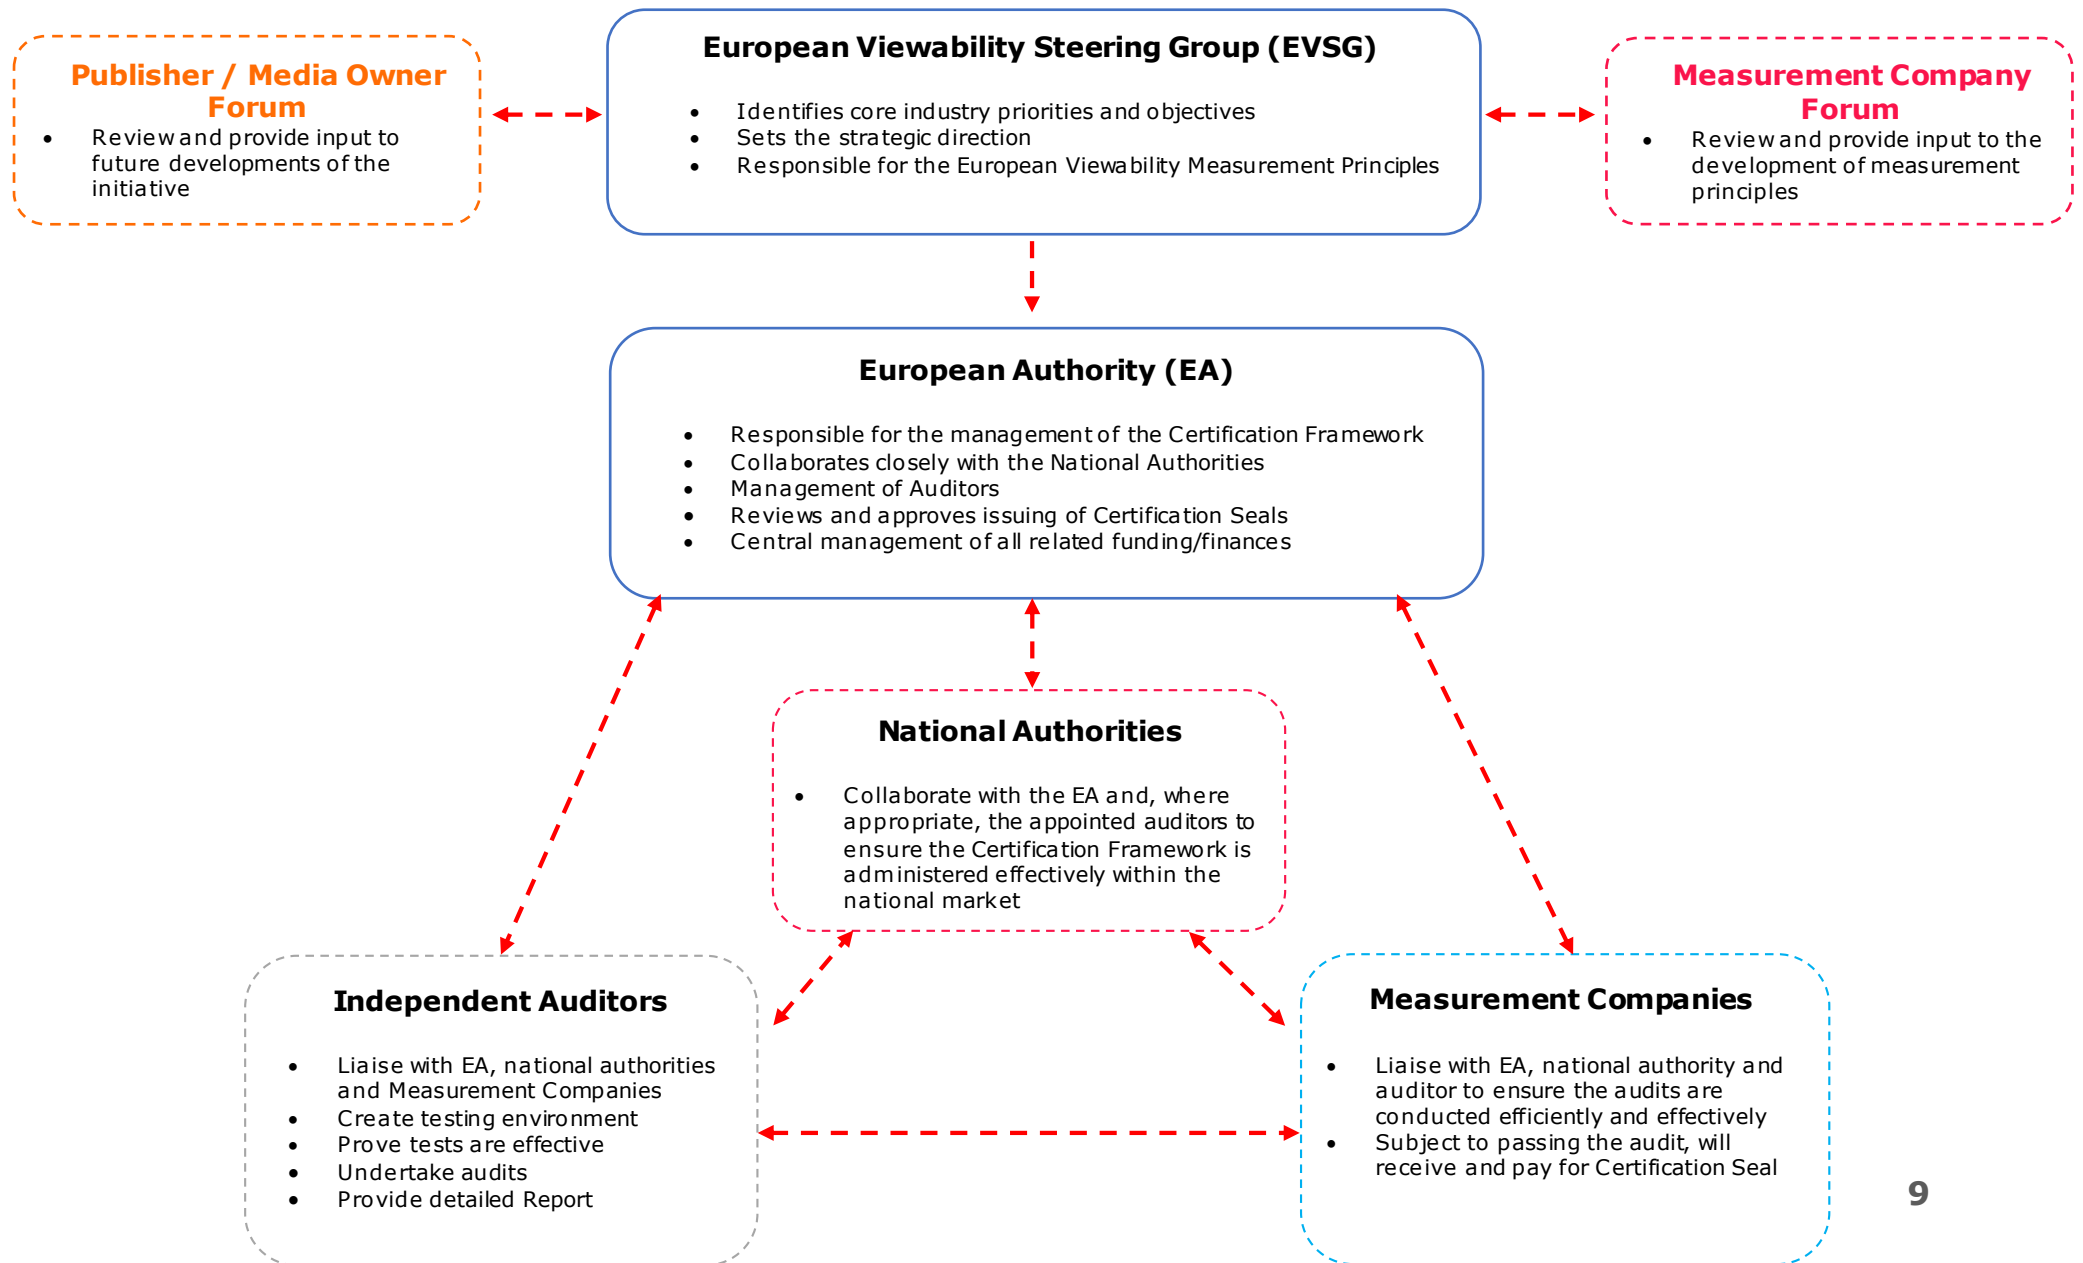 Publisher / Media Owner
Forum
• Review and provide input to
future developments of the
initiative
European Viewability Steering Group (EVSG)
• Identifies core industry priorities and objectives
• Sets the strategic direction
• Responsible for the European Viewability Measurement Principles
Measurement Company
Forum
• Review and provide input to the
development of measurement
principles
European Authority (EA)
• Responsible for the management of the Certification Framework
• Collaborates closely with the National Authorities
• Management of Auditors
• Reviews and approves issuing of Certification Seals
• Central management of all related funding/finances
National Authorities
• Collaborate with the EA and, where
appropriate, the appointed auditors to
ensure the Certification Framework is
administered effectively within the
national market
Independent Auditors
• Liaise with EA, national authorities
and Measurement Companies
• Create testing environment
• Prove tests are effective
• Undertake audits
• Provide detailed Report
Measurement Companies
• Liaise with EA, national authority and
auditor to ensure the audits are
conducted efficiently and effectively
• Subject to passing the audit, will
receive and pay for Certification Seal
9